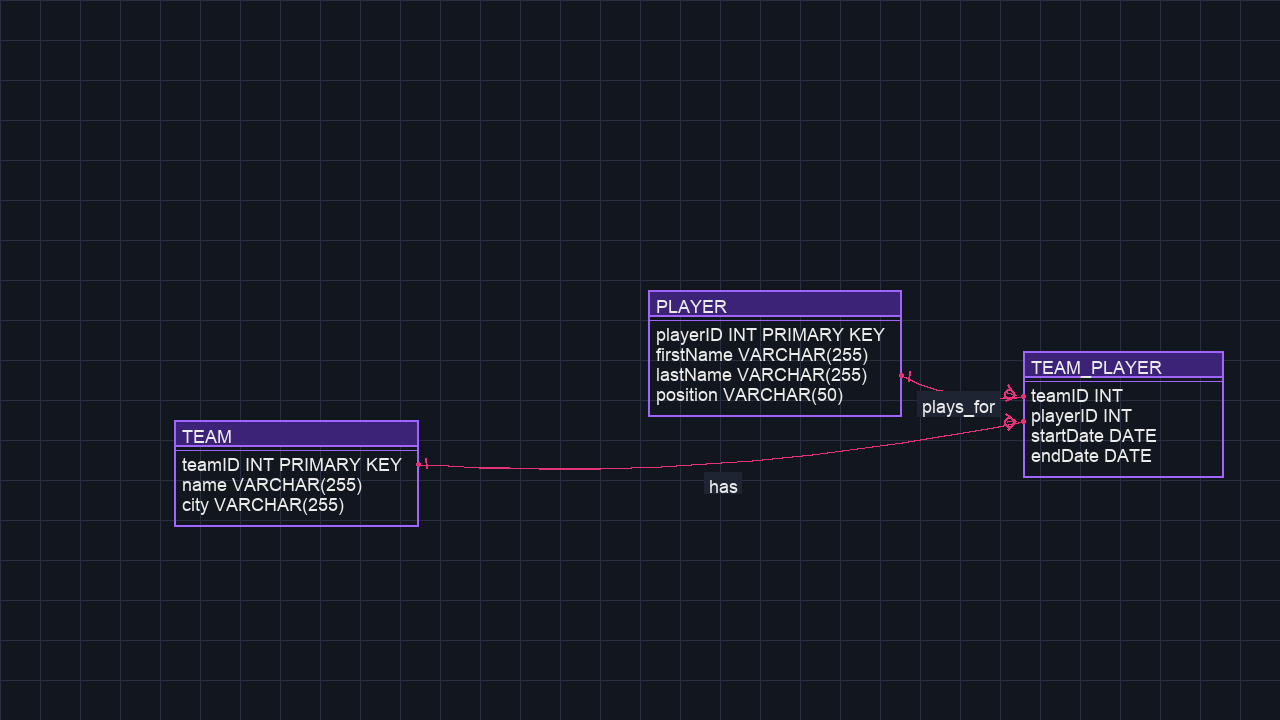 PLAYER
playerID INT PRIMARY KEY
firstName VARCHAR(255)
lastName VARCHAR(255)
position VARCHAR(50)
TEAM_PLAYER
teamID INT
playerID INT
startDate DATE
endDate DATE
plays_for
TEAM
teamID INT PRIMARY KEY
name VARCHAR(255)
city VARCHAR(255)
has